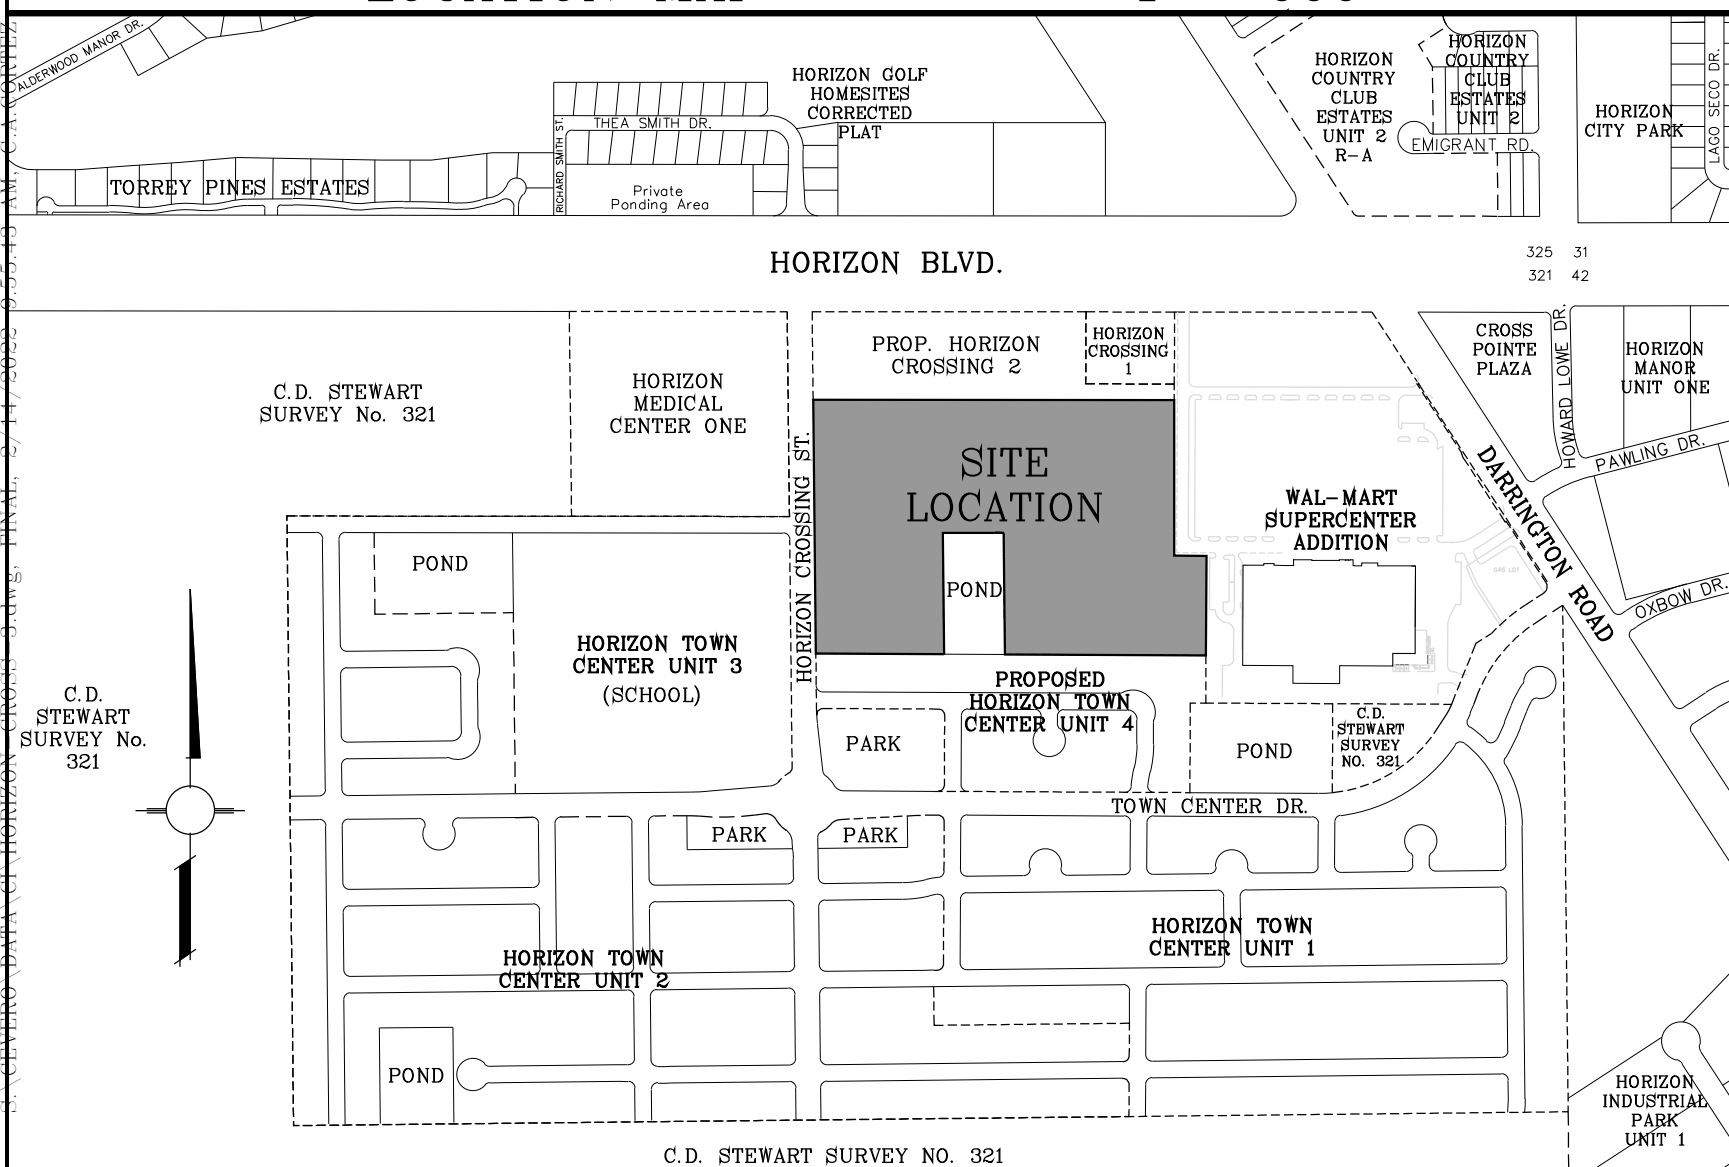 ALDERWOOD MANOR DR.
HORIZON GOLF
HOMESITES
CORRECTED
PLAT
THEA SMITH DR.
RICHARD SMITH ST.
TORREY PINES ESTATES
Private
Ponding Area
HORIZON
COUNTRY
CLUB
ESTATES
UNIT 2
R-A
HORIZON
COUNTRY
CLUB
ESTATES
UNIT 2
EMIGRANT RD.
HORIZON
CITY PARK
LAGO SECO DR.
HORIZON BLVD.
325 31
321 42
C.D. STEWART
SURVEY No. 321
HORIZON
MEDICAL
CENTER ONE
HORIZON CROSSING ST.
PROP. HORIZON
CROSSING 2
HORIZON
CROSSING
1
CROSS
POINTE
PLAZA
HOWARD LOWE DR.
HORIZON
MANOR
UNIT ONE
PAWLING DR.
SITE
LOCATION
POND
WAL-MART
SUPERCENTER
ADDITION
GAS LOT
DARRINGTON ROAD
OXBOW DR.
POND
HORIZON TOWN
CENTER UNIT 3
(SCHOOL)
C.D.
STEWART
SURVEY No.
321
PROPOSED
HORIZON TOWN
CENTER UNIT 4
PARK
POND
C.D.
STEWART
SURVEY
NO. 321
TOWN CENTER DR.
PARK
PARK
HORIZON TOWN
CENTER UNIT 2
HORIZON TOWN
CENTER UNIT 1
POND
HORIZON
INDUSTRIAL
PARK
UNIT 1
C.D. STEWART SURVEY NO. 321